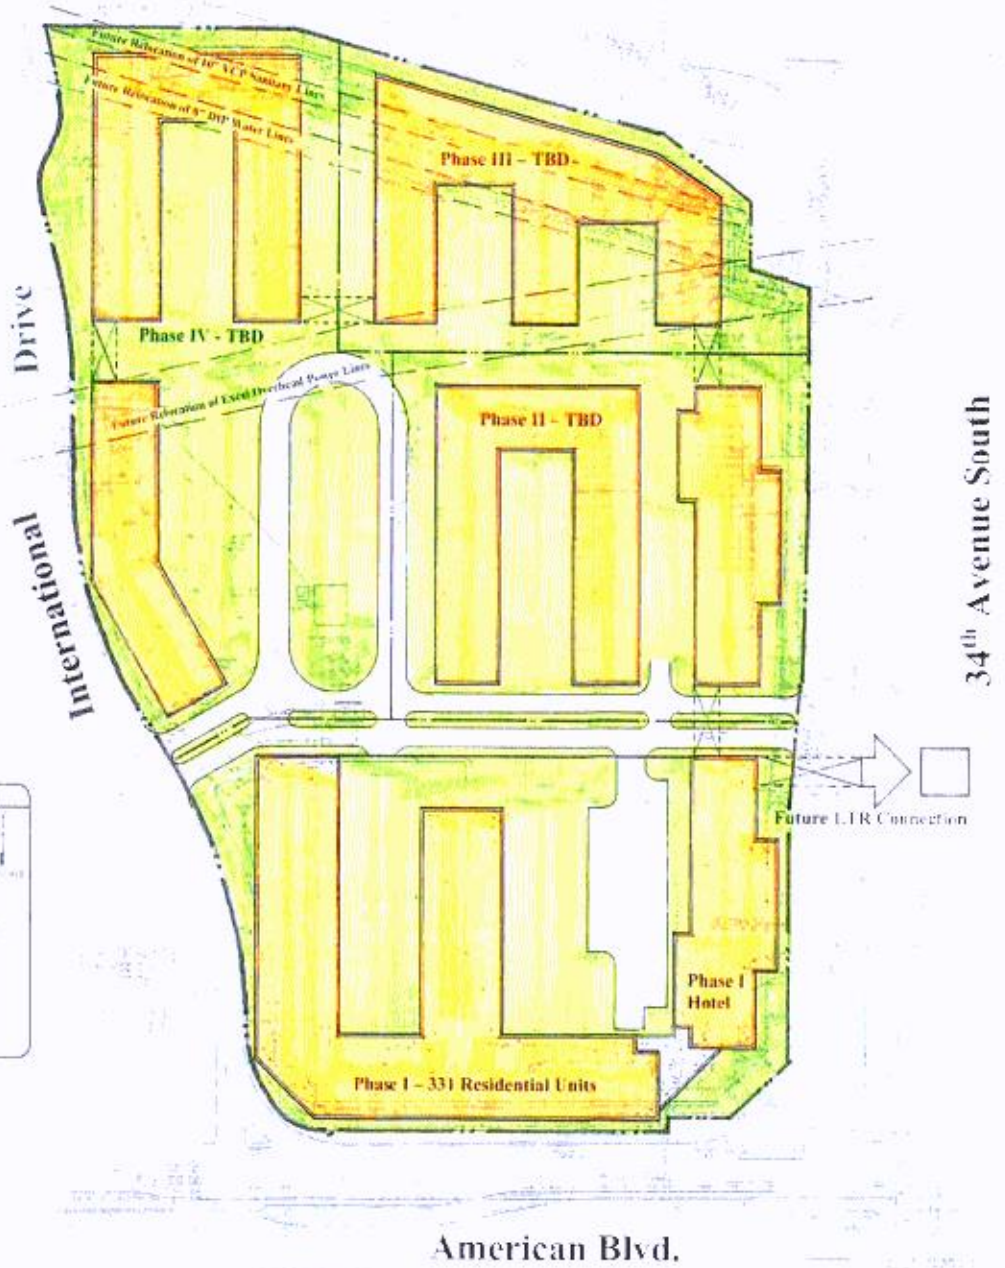 Future Relocation of 10" VCP Sanitary Lines
Future Relocation of 8" DIP Water Lines
Phase III – TBD
Drive
Phase IV - TBD
Future Relocation of Excel Overhead Power Lines
Phase II – TBD
International
34th Avenue South
Future LTR Connection
Phase I
Hotel
Phase I – 331 Residential Units
American Blvd.